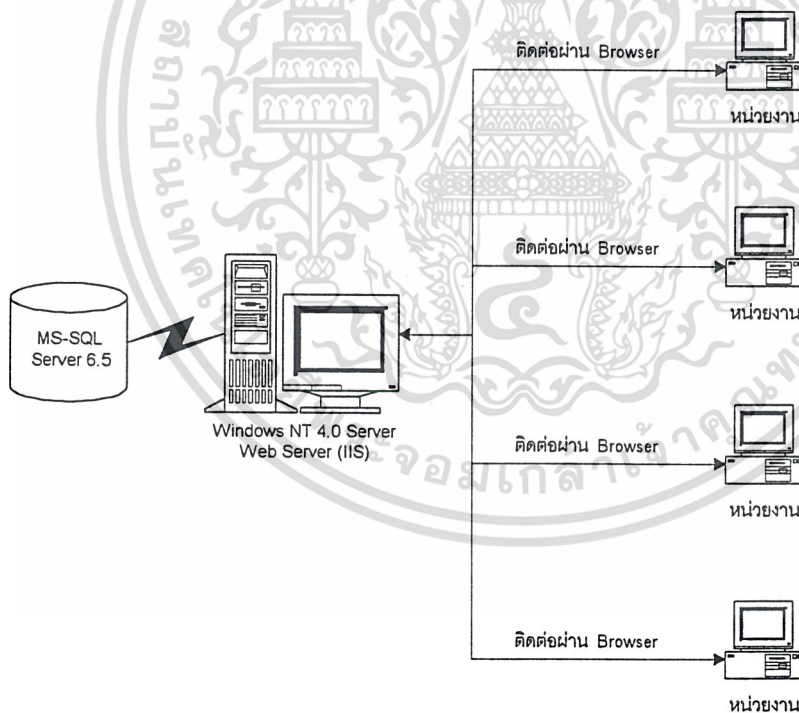 ติดต่อผ่าน Browser
หน่วยงาน
ติดต่อผ่าน Browser
หน่วยงาน
MS-SQL
Server 6.5
Windows NT 4.0 Server
Web Server (IIS)
ติดต่อผ่าน Browser
หน่วยงาน
ติดต่อผ่าน Browser
หน่วยงาน